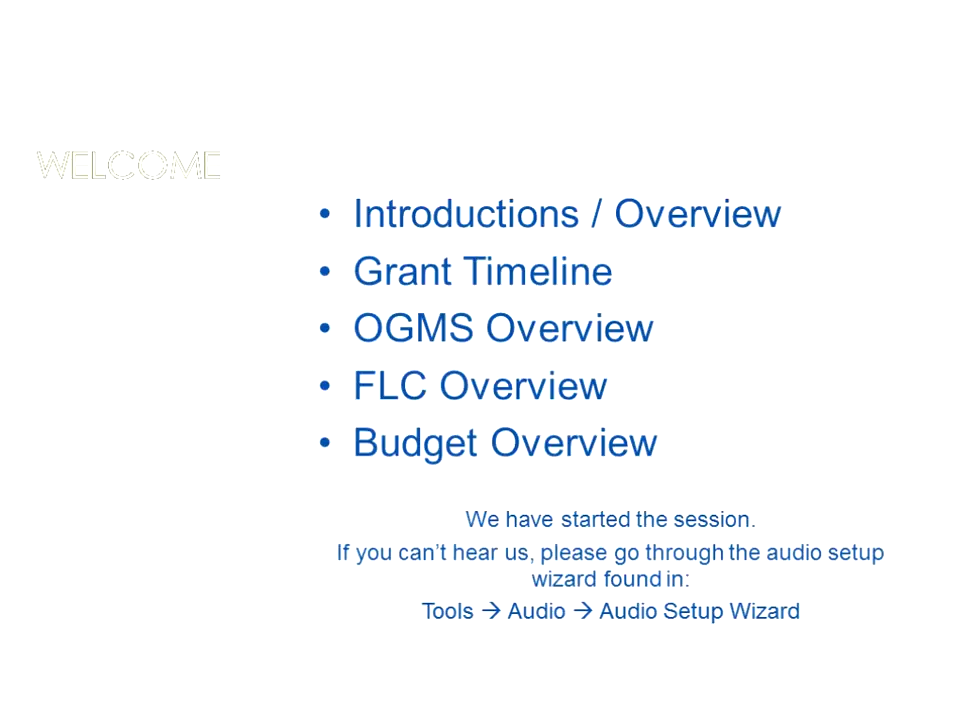 WELCOME
• Introductions / Overview
• Grant Timeline
• OGMS Overview
• FLC Overview
• Budget Overview
We have started the session.
If you can’t hear us, please go through the audio setup
wizard found in:
Tools → Audio → Audio Setup Wizard